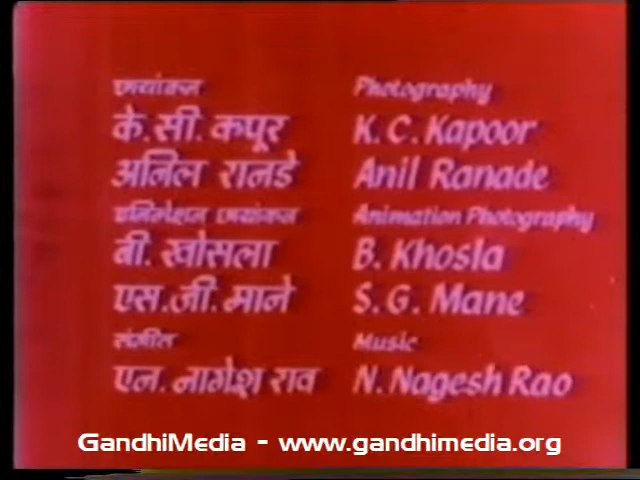 छायांकन Photography
के. सी. कपूर K. C. Kapoor
अनिल रानडे Anil Ranade
एनिमेशन छायांकन Animation Photography
बी. खोसला B. Khosla
एस. जी. माने S. G. Mane
संगीत Music
एन. नागेश राव N. Nagesh Rao
GandhiMedia - www.gandhimedia.org